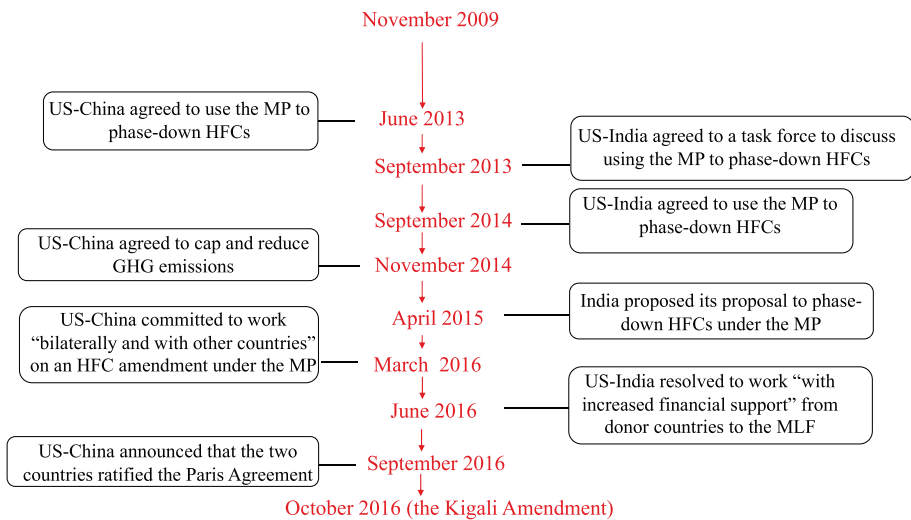 November 2009
US-China agreed to use the MP to
phase-down HFCs
June 2013
US-India agreed to a task force to discuss
using the MP to phase-down HFCs
September 2013
US-India agreed to use the MP to
phase-down HFCs
September 2014
US-China agreed to cap and reduce
GHG emissions
November 2014
India proposed its proposal to phase-
down HFCs under the MP
April 2015
US-China committed to work
“bilaterally and with other countries”
on an HFC amendment under the MP
March 2016
US-India resolved to work “with
increased financial support” from
donor countries to the MLF
June 2016
US-China announced that the two
countries ratified the Paris Agreement
September 2016
October 2016 (the Kigali Amendment)